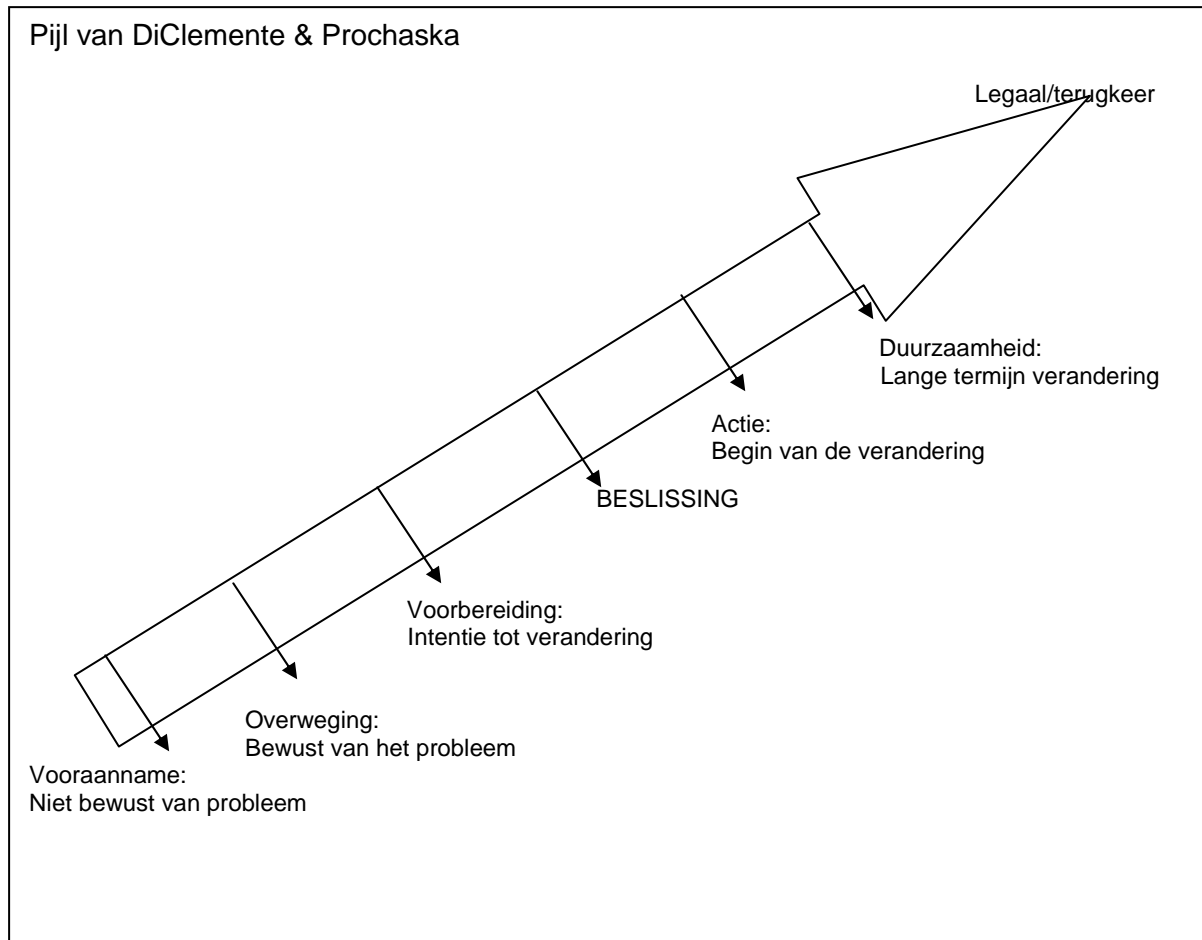 Pijl van DiClemente & Prochaska
Legaal/terugkeer
Duurzaamheid:
Lange termijn verandering
Actie:
Begin van de verandering
BESLISSING
Voorbereiding:
Intentie tot verandering
Overweging:
Bewust van het probleem
Vooraanname:
Niet bewust van probleem